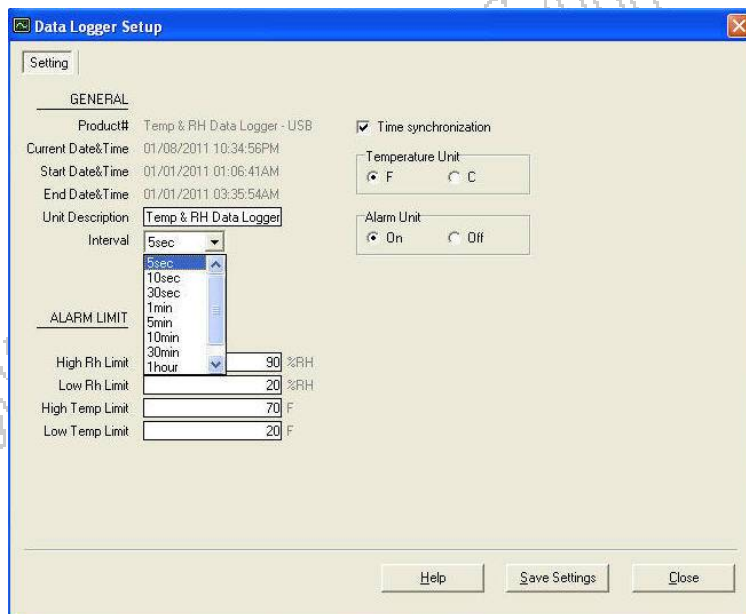 Data Logger Setup
Setting
GENERAL
Product# Temp & RH Data Logger - USB
Current Date&Time 01/08/2011 10:34:56PM
Start Date&Time 01/01/2011 01:06:41AM
End Date&Time 01/01/2011 03:35:54AM
Unit Description Temp & RH Data Logger
Interval 5sec
5sec
10sec
30sec
1min
5min
10min
30min
1hour
Time synchronization
Temperature Unit
F C
Alarm Unit
On Off
ALARM LIMIT
High Rh Limit 90 %RH
Low Rh Limit 20 %RH
High Temp Limit 70 F
Low Temp Limit 20 F
Help Save Settings Close